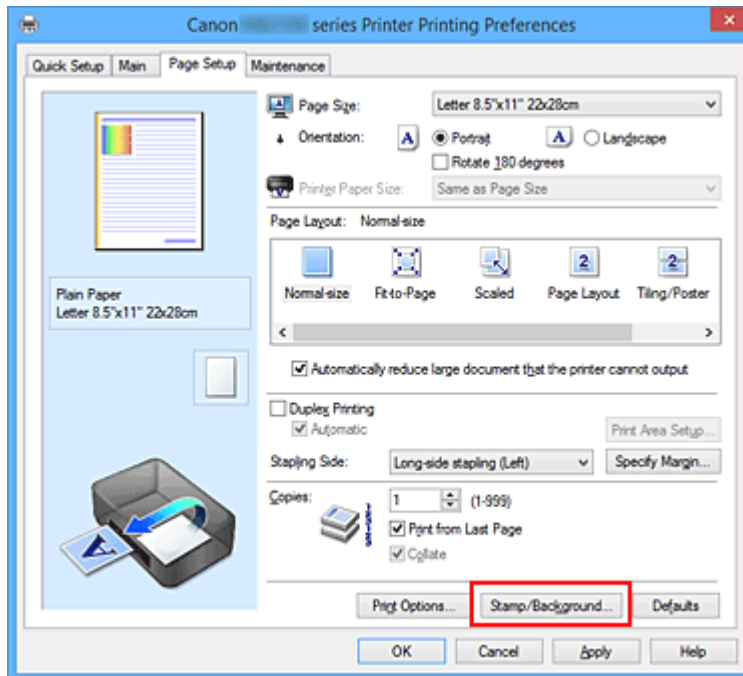 Canon series Printer Printing Preferences
Quick Setup Main Page Setup Maintenance
Page Size: Letter 8.5"x11" 22x28cm
Orientation: A Portrait A Landscape
Rotate 180 degrees
Printer Paper Size: Same as Page Size
Page Layout: Normal-size
2 2
Normal-size Fit-to-Page Scaled Page Layout Tiling/Poster
Plain Paper
Letter 8.5"x11" 22x28cm
Automatically reduce large document that the printer cannot output
Duplex Printing
Automatic Print Area Setup...
Stapling Side: Long-side stapling (Left) Specify Margin...
Copies: 1 (1-999)
Print from Last Page
Collate
A
Print Options... Stamp/Background... Defaults
OK Cancel Apply Help